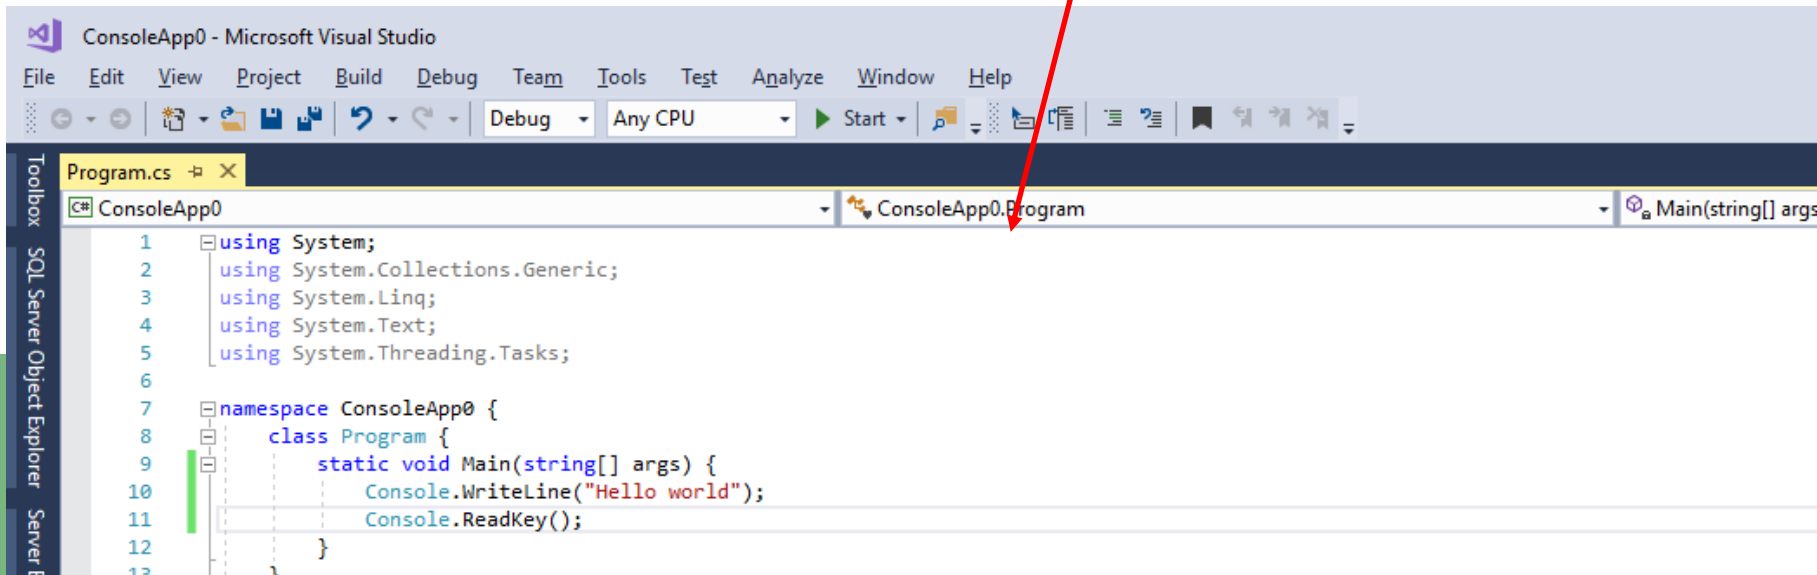 ConsoleApp0 - Microsoft Visual Studio
File Edit View Project Build Debug Team Tools Test Analyze Window Help
Debug Any CPU Start
Program.cs
C# ConsoleApp0 ConsoleApp0.Program Main(string[] args
Toolbox
SQL Server Object Explorer
Server E
1 using System;
2 using System.Collections.Generic;
3 using System.Linq;
4 using System.Text;
5 using System.Threading.Tasks;
6
7 namespace ConsoleApp0 {
8 class Program {
9 static void Main(string[] args) {
10 Console.WriteLine("Hello world");
11 Console.ReadKey();
12 }
13 }